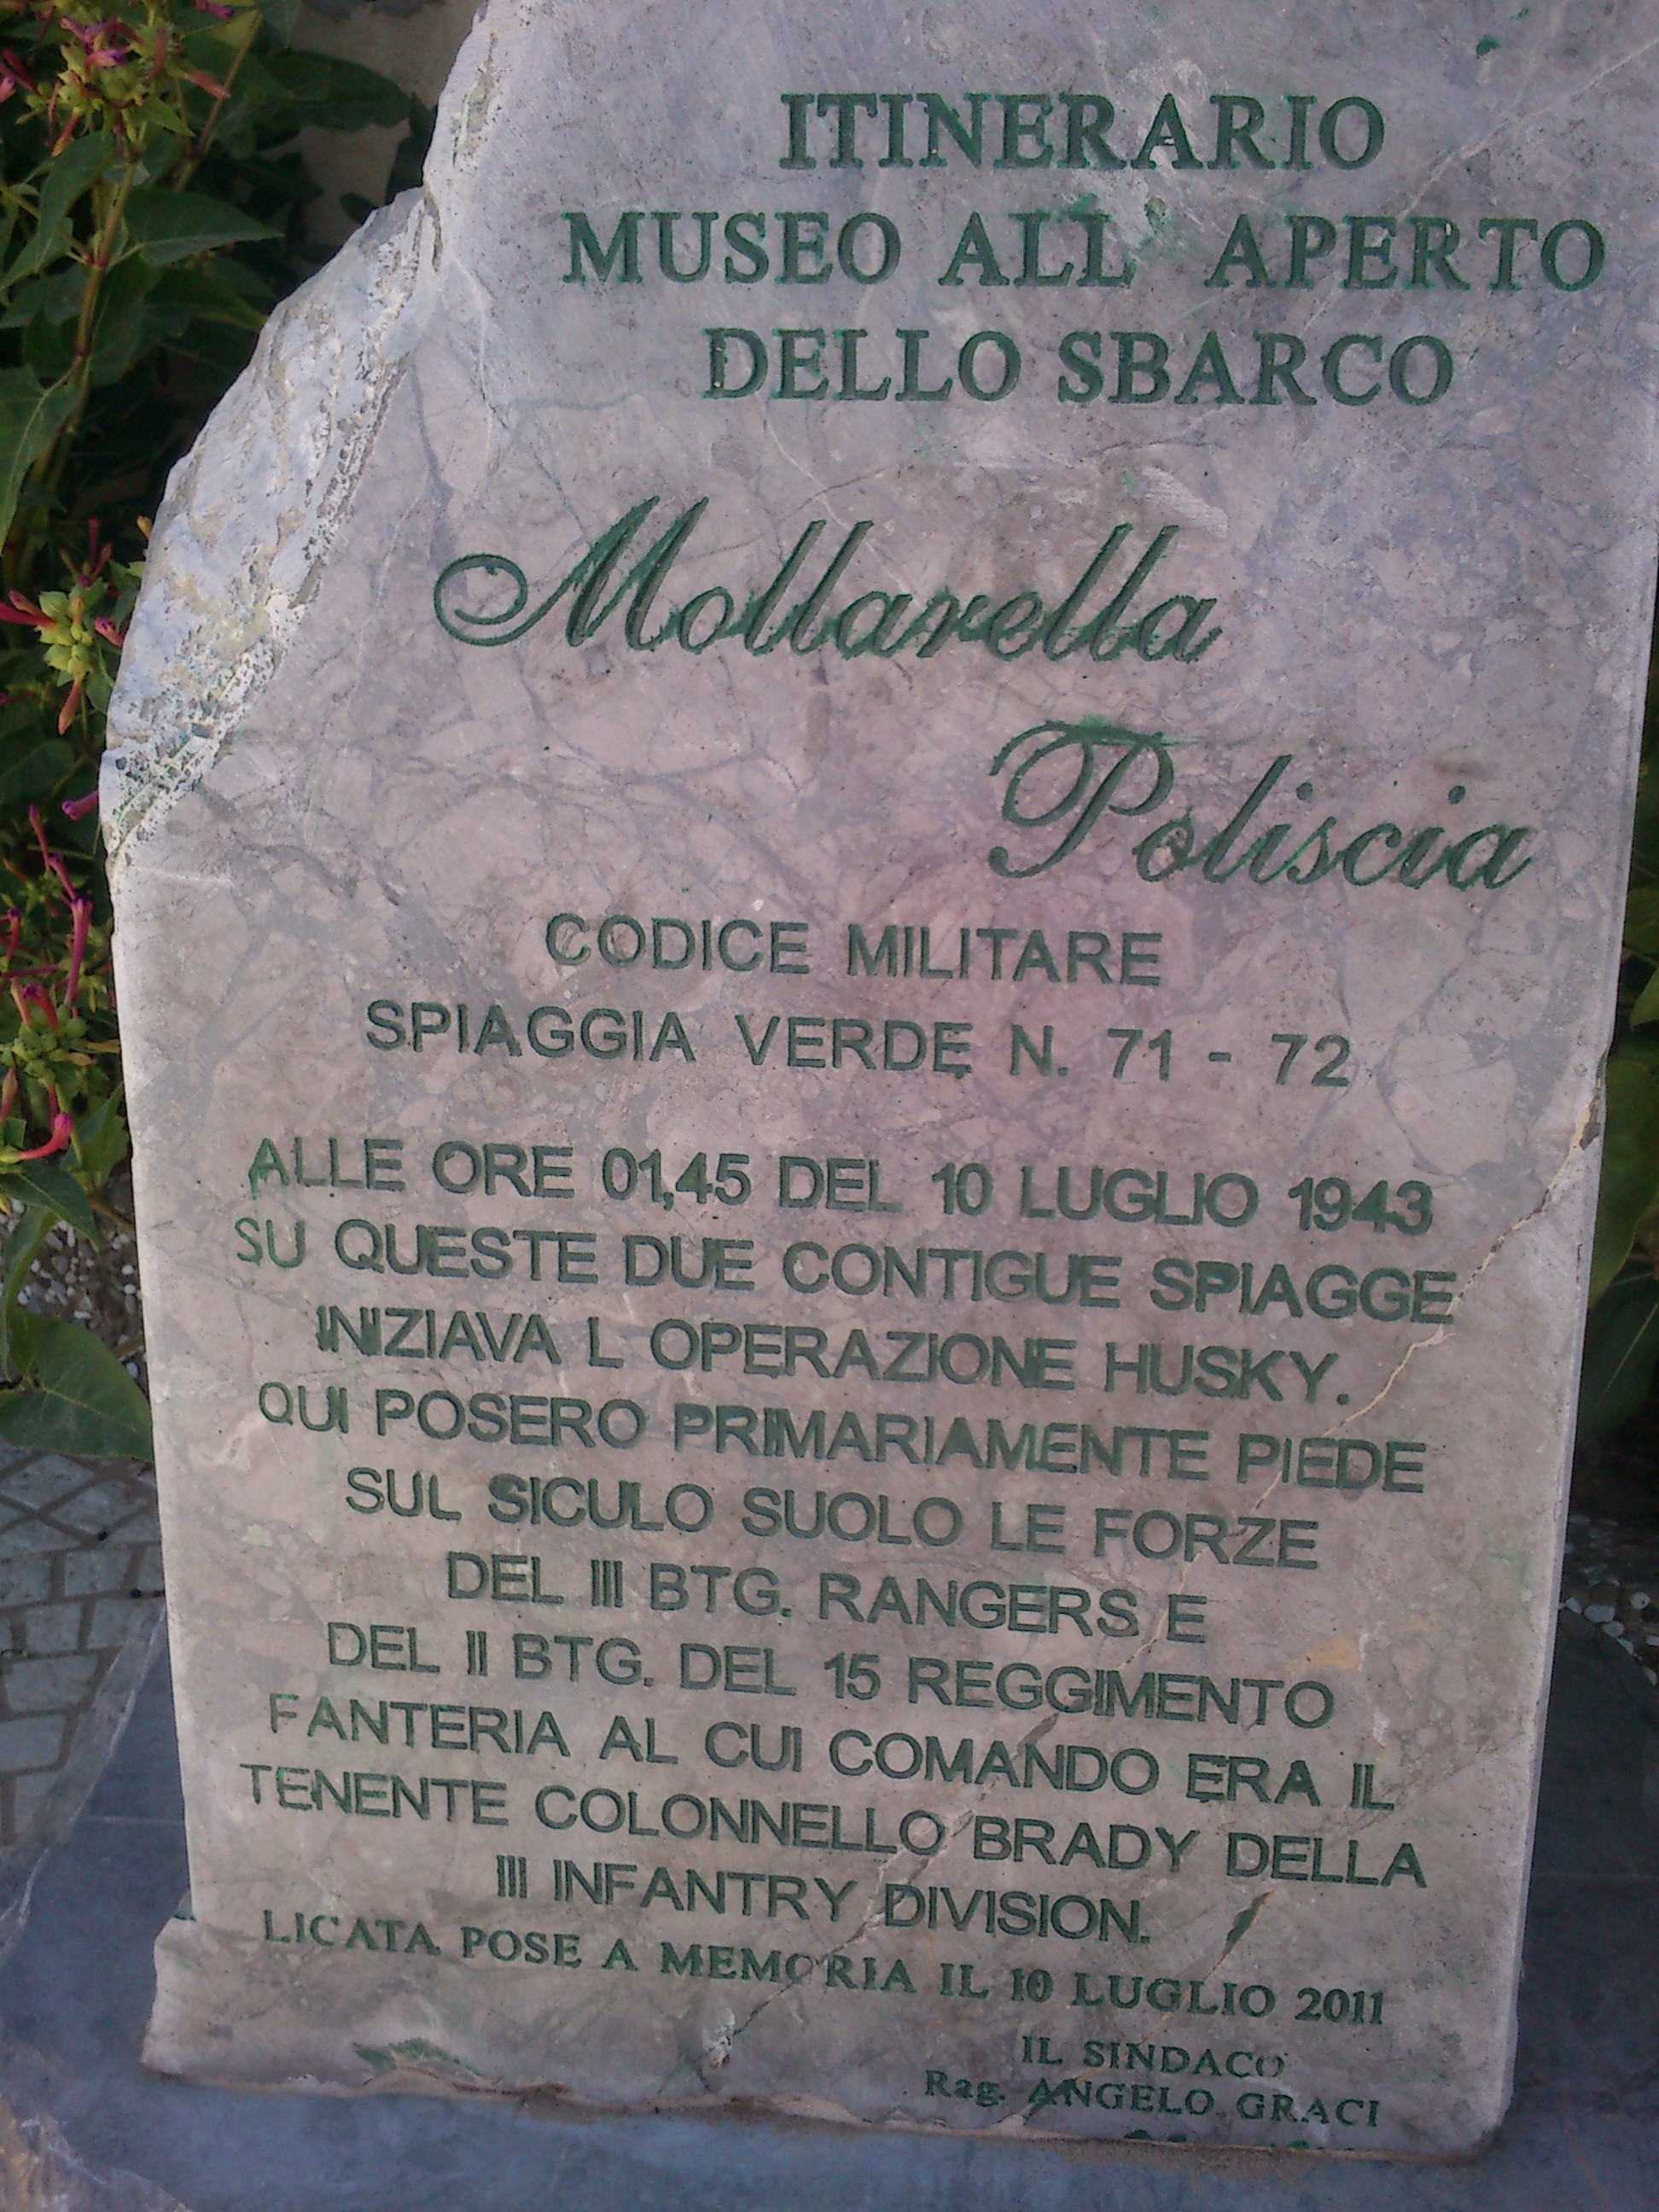 ITINERARIO
MUSEO ALL' APERTO
DELLO SBARCO
Mollarella
Poliscia
CODICE MILITARE
SPIAGGIA VERDE N. 71 - 72
ALLE ORE 01,45 DEL 10 LUGLIO 1943
SU QUESTE DUE CONTIGUE SPIAGGE
INIZIAVA L OPERAZIONE HUSKY.
QUI POSERO PRIMARIAMENTE PIEDE
SUL SICULO SUOLO LE FORZE
DEL III BTG. RANGERS E
DEL II BTG. DEL 15 REGGIMENTO
FANTERIA AL CUI COMANDO ERA IL
TENENTE COLONNELLO BRADY DELLA
III INFANTRY DIVISION.
LICATA POSE A MEMORIA IL 10 LUGLIO 2011
IL SINDACO
Rag. ANGELO GRACI